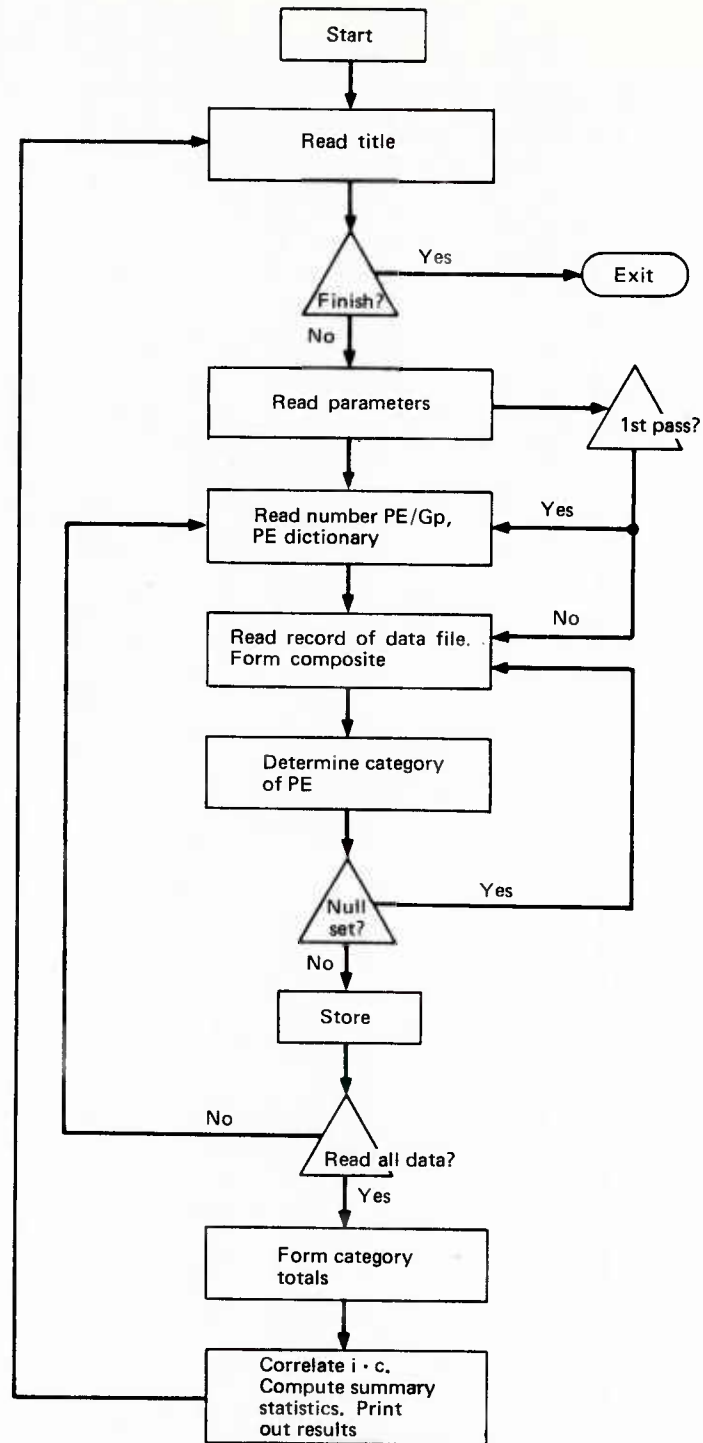 Start
Read title
Yes
Exit
Finish?
No
Read parameters
1st pass?
Read number PE/Gp,
PE dictionary
Yes
No
Read record of data file.
Form composite
Determine category
of PE
Null
set?
Yes
No
Store
No
Read all data?
Yes
Form category
totals
Correlate i · c.
Compute summary
statistics. Print
out results